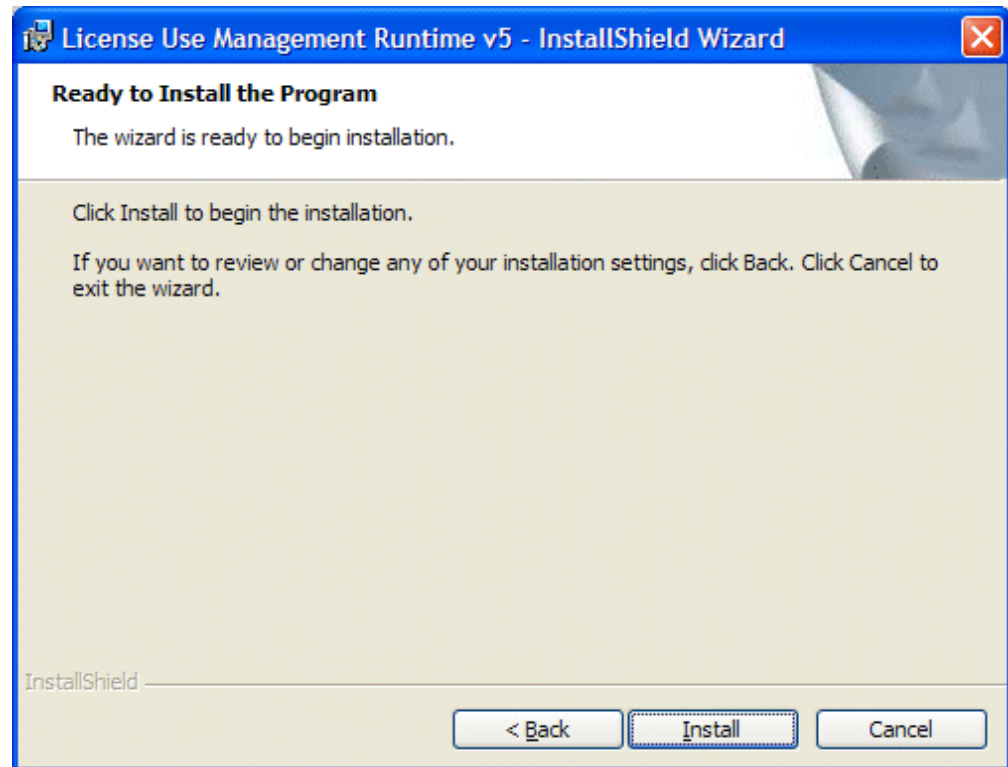 License Use Management Runtime v5 - InstallShield Wizard
Ready to Install the Program
The wizard is ready to begin installation.
Click Install to begin the installation.
If you want to review or change any of your installation settings, click Back. Click Cancel to
exit the wizard.
InstallShield
< Back
Install
Cancel